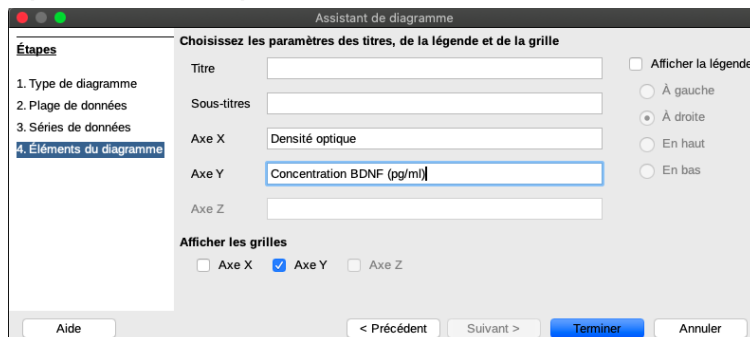 Assistant de diagramme
Étapes
1. Type de diagramme
2. Plage de données
3. Séries de données
4. Éléments du diagramme
Choisissez les paramètres des titres, de la légende et de la grille
Titre
Sous-titres
Axe X Densité optique
Axe Y Concentration BDNF (pg/ml)
Axe Z
Afficher la légende
À gauche
À droite
En haut
En bas
Afficher les grilles
Axe X Axe Y Axe Z
Aide < Précédent Suivant > Terminer Annuler